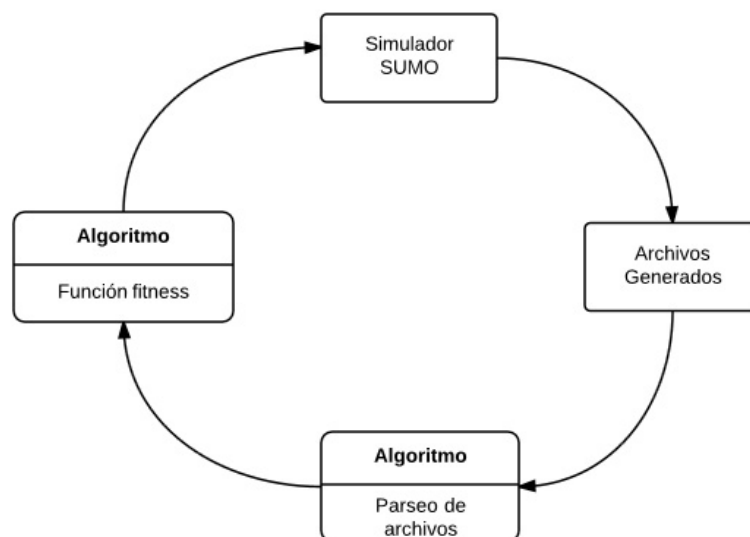 Simulador
SUMO
Algoritmo
Función fitness
Archivos
Generados
Algoritmo
Parseo de
archivos